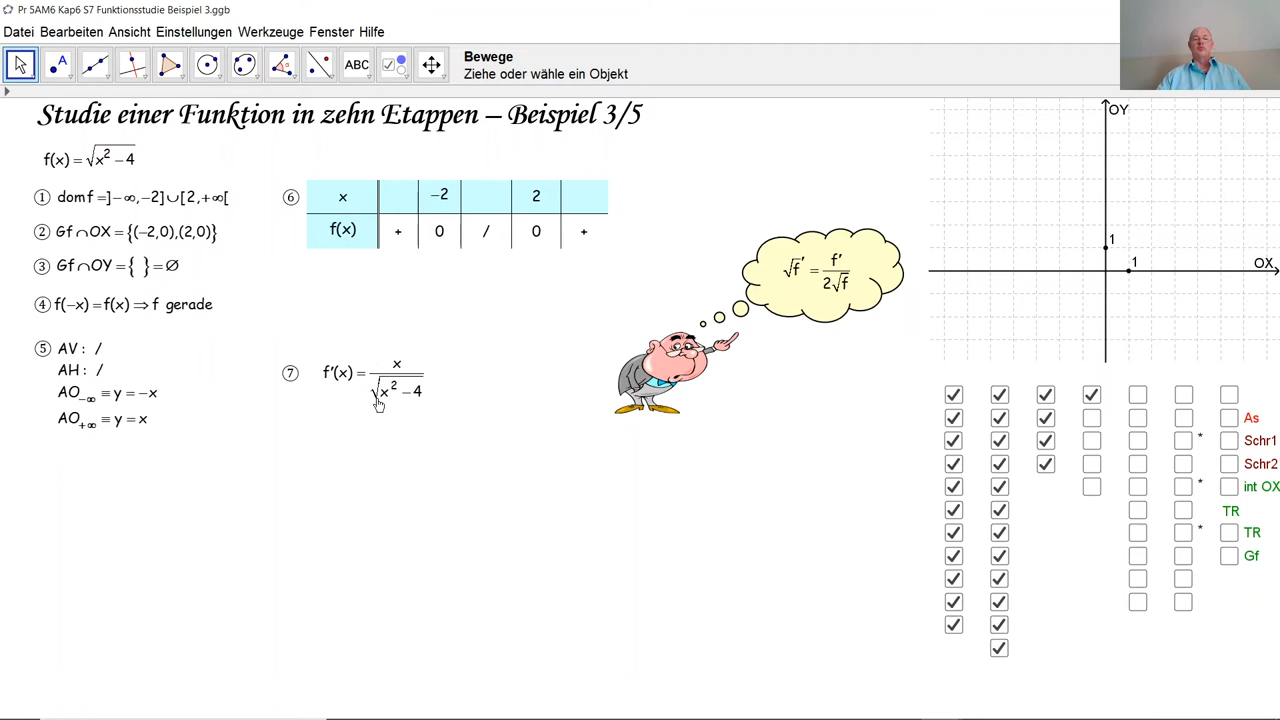 Pr 5AM6 Kap6 S7 Funktionsstudie Beispiel 3.ggb
Datei Bearbeiten Ansicht Einstellungen Werkzeuge Fenster Hilfe
A ABC
Bewege
Ziehe oder wähle ein Objekt
Studie einer Funktion in zehn Etappen – Beispiel 3/5
f(x) = √(x² – 4)
① domf = ]–∞, –2] ∪ [2, +∞[
② Gf ∩ OX = {(–2,0),(2,0)}
③ Gf ∩ OY = { } = ∅
④ f(–x) = f(x) ⇒ f gerade
⑤ AV : /
AH : /
AO₋∞ ≡ y = –x
AO₊∞ ≡ y = x
⑥ x –2 2
f(x) + 0 / 0 +
⑦ f'(x) = x / √(x² – 4)
√f ' = f' / 2√f
OY
1
1
OX
As
* Schr1
Schr2
* int OX
TR
* TR
Gf